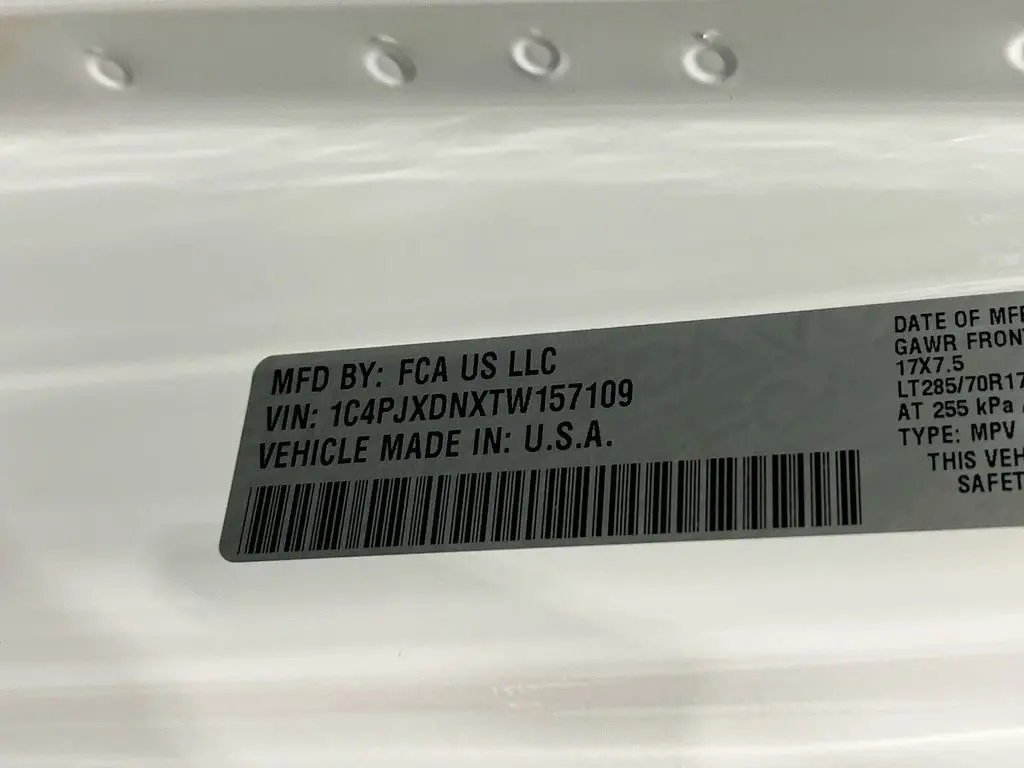 MFD BY: FCA US LLC
VIN: 1C4PJXDNXTW157109
VEHICLE MADE IN: U.S.A.
DATE OF MF
GAWR FRON
17X7.5
LT285/70R17
AT 255 kPa
TYPE: MPV
THIS VEH
SAFET